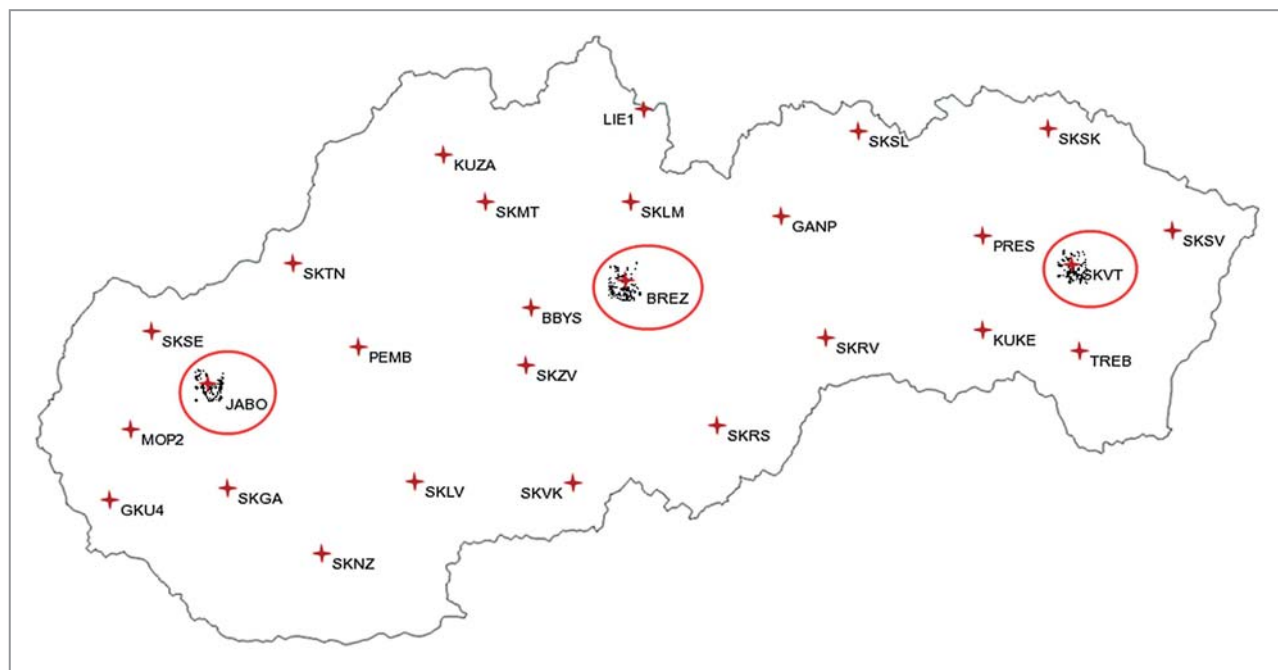 LIE1
SKSL
SKSK
KUZA
SKMT
SKLM
GANP
SKSV
PRES
SKTN
SKVT
BREZ
BBYS
SKSE
SKRV
KUKE
PEMB
TREB
SKZV
JABO
SKRS
MOP2
SKLV
SKVK
SKGA
GKU4
SKNZ